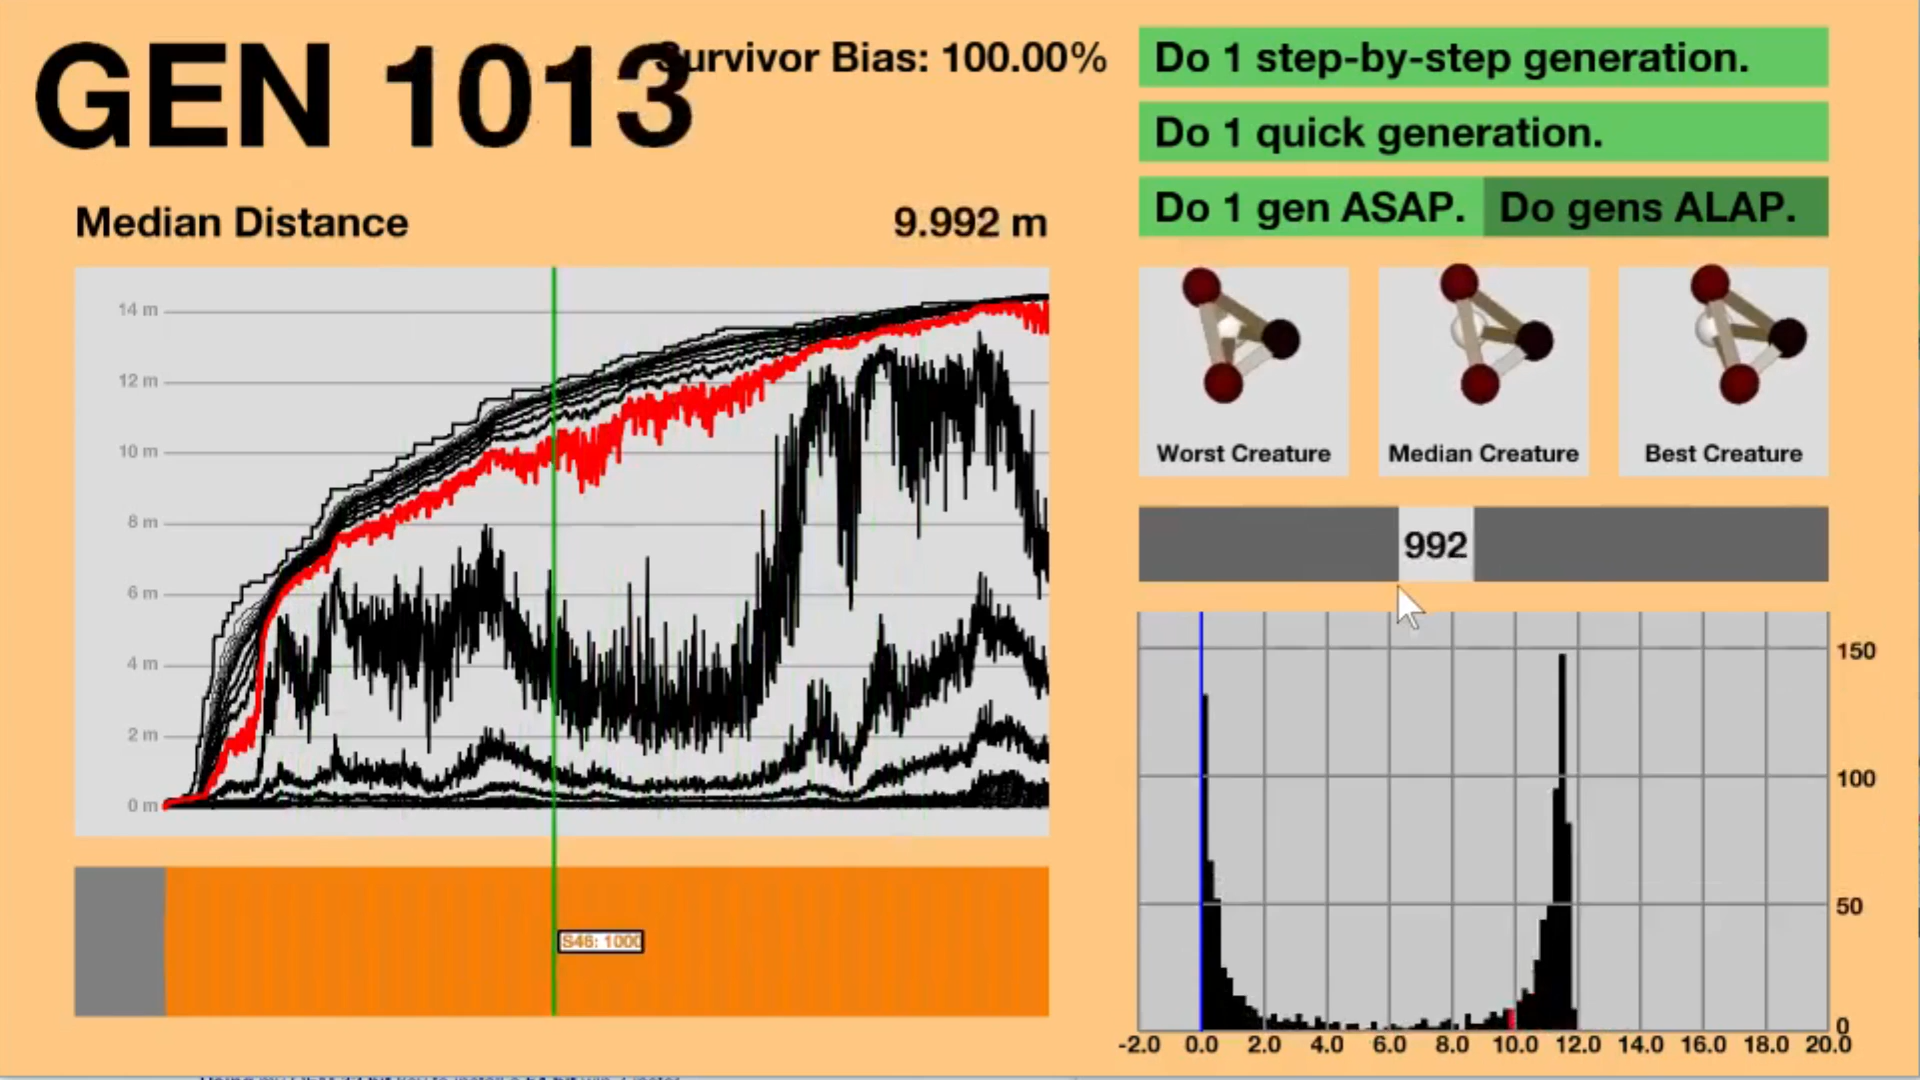 GEN 1013
Survivor Bias: 100.00%
Median Distance
9.992 m
14 m
12 m
10 m
8 m
6 m
4 m
2 m
0 m
S46: 1000
Do 1 step-by-step generation.
Do 1 quick generation.
Do 1 gen ASAP.
Do gens ALAP.
Worst Creature
Median Creature
Best Creature
992
150
100
50
0
-2.0 0.0 2.0 4.0 6.0 8.0 10.0 12.0 14.0 16.0 18.0 20.0